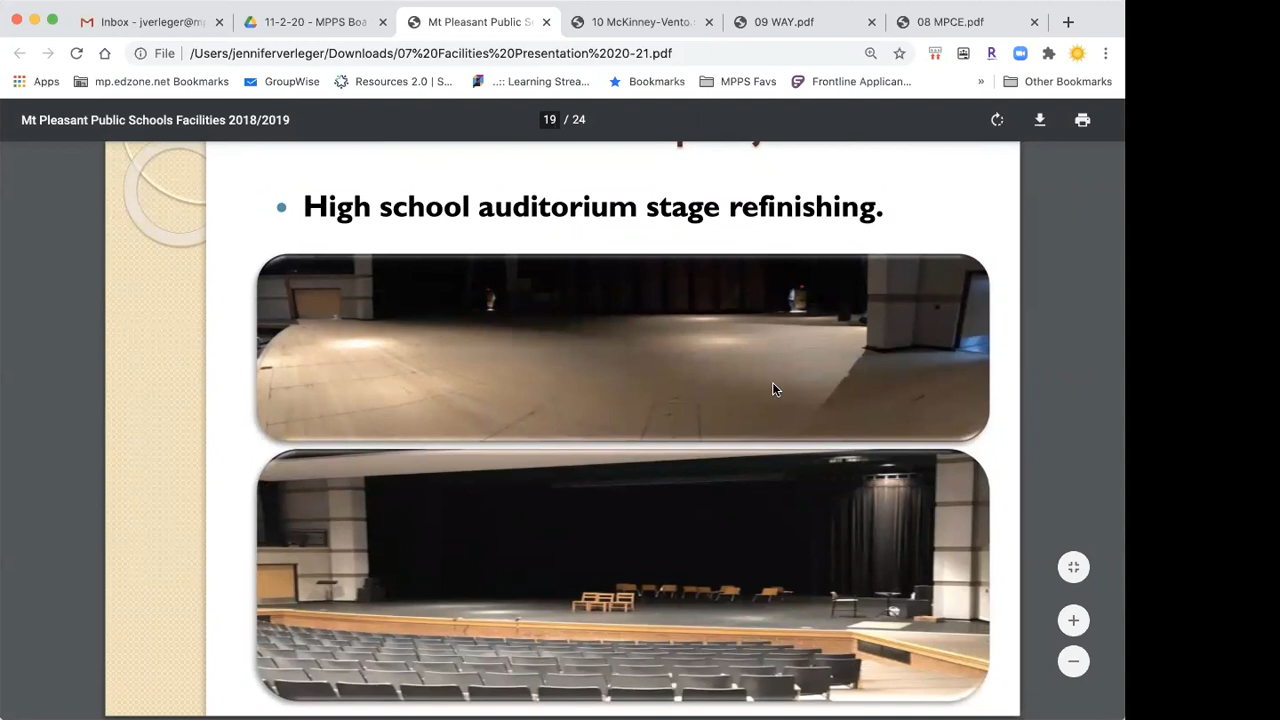 Inbox - jverleger@m
11-2-20 - MPPS Boa
Mt Pleasant Public S
10 McKinney-Vento.
09 WAY.pdf
08 MPCE.pdf
File
/Users/jenniferverleger/Downloads/07%20Facilities%20Presentation%2020-21.pdf
Apps
mp.edzone.net Bookmarks
GroupWise
Resources 2.0 | S...
..:: Learning Strea...
Bookmarks
MPPS Favs
Frontline Applican...
»
Other Bookmarks
Mt Pleasant Public Schools Facilities 2018/2019
19 / 24
• High school auditorium stage refinishing.